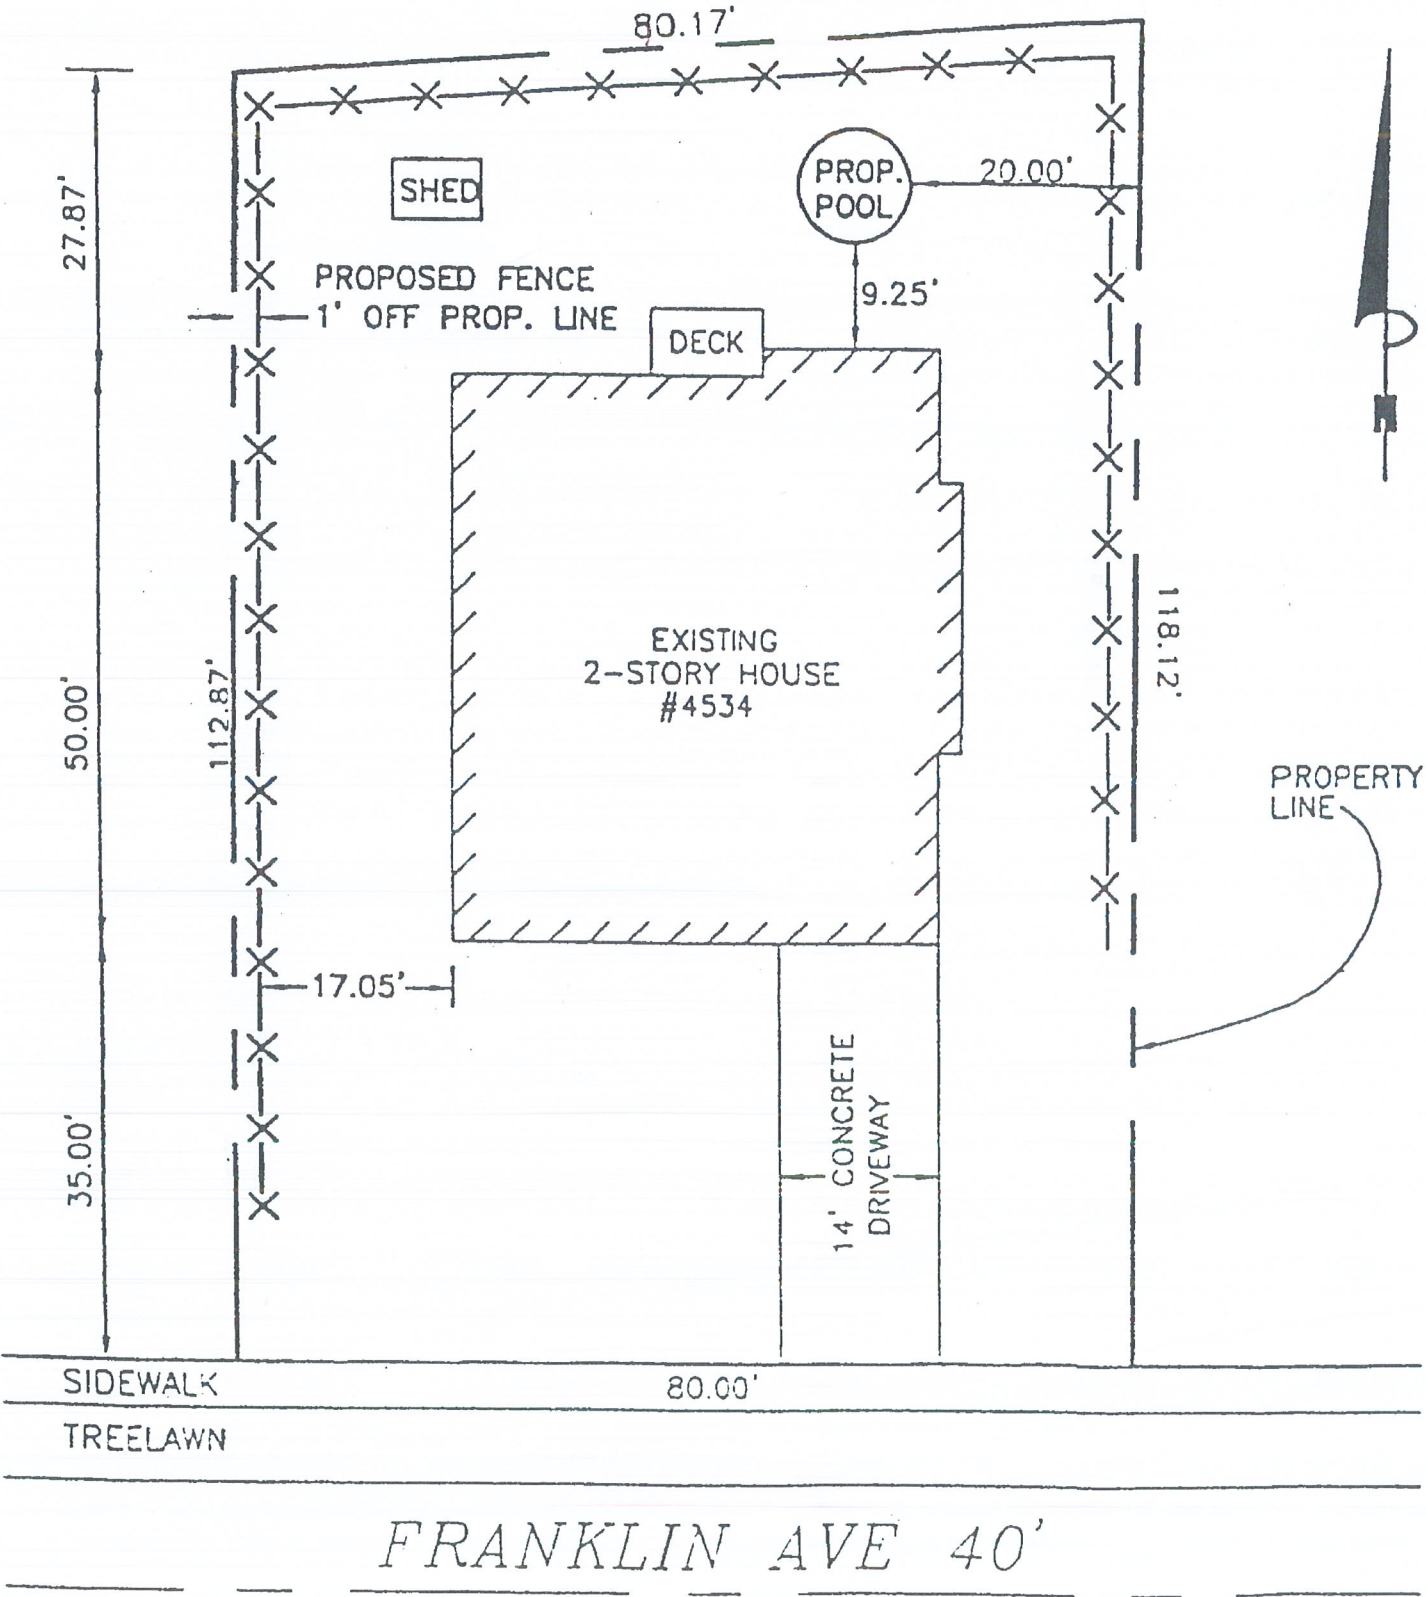 80.17'
27.87'
SHED
PROP.
POOL
20.00'
PROPOSED FENCE
1' OFF PROP. LINE
9.25'
DECK
N
EXISTING
2-STORY HOUSE
#4534
50.00'
112.87'
118.12'
PROPERTY
LINE
17.05'
35.00'
14' CONCRETE
DRIVEWAY
SIDEWALK
80.00'
TREELAWN
FRANKLIN AVE 40'